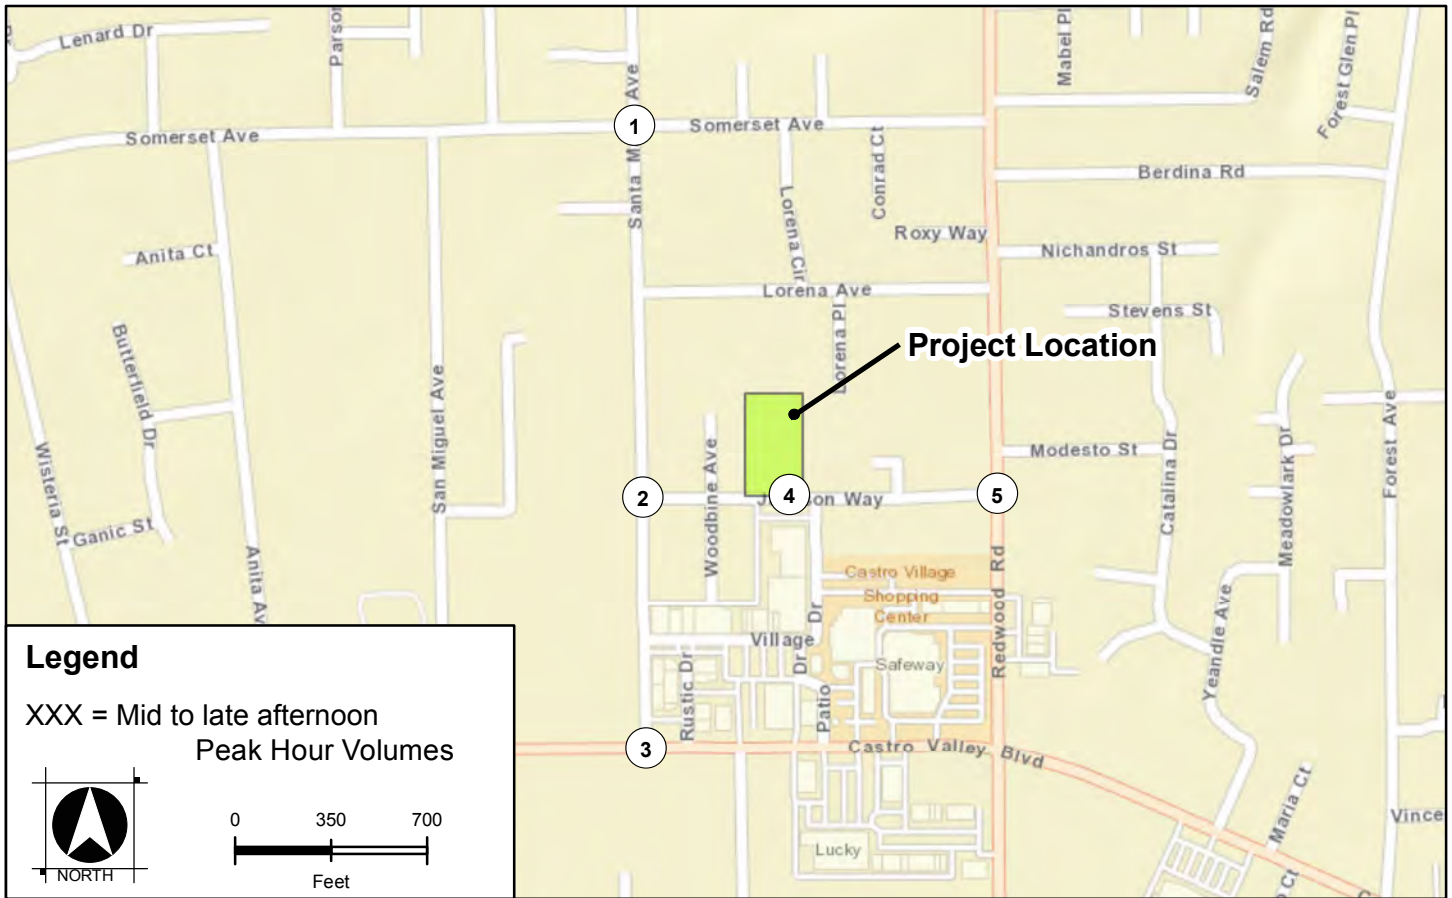 Lenard Dr
Parson
Mabel Pl
Salem Rd
Forest Glen Pl
Santa M
Ave
Somerset Ave
1
Somerset Ave
Conrad Ct
Berdina Rd
Lorena Cir
Roxy Way
Anita Ct
Nichandros St
Lorena Ave
Stevens St
Lorena Pl
Butterfield Dr
Project Location
San Miguel Ave
Forest Ave
Wisteria St
Woodbine Ave
Modesto St
Catalina Dr
Meadowlark Dr
2
4
J
son Way
5
Ganic St
Anita Av
Redwood Rd
Castro Village
Shopping
Center
Yeandle Ave
Village Dr
Safeway
Rustic Dr
Patio Dr
3
Castro Valley Blvd
Maria Ct
Vince
Ct
Lucky
Legend
XXX = Mid to late afternoon
Peak Hour Volumes
NORTH
0 350 700
Feet